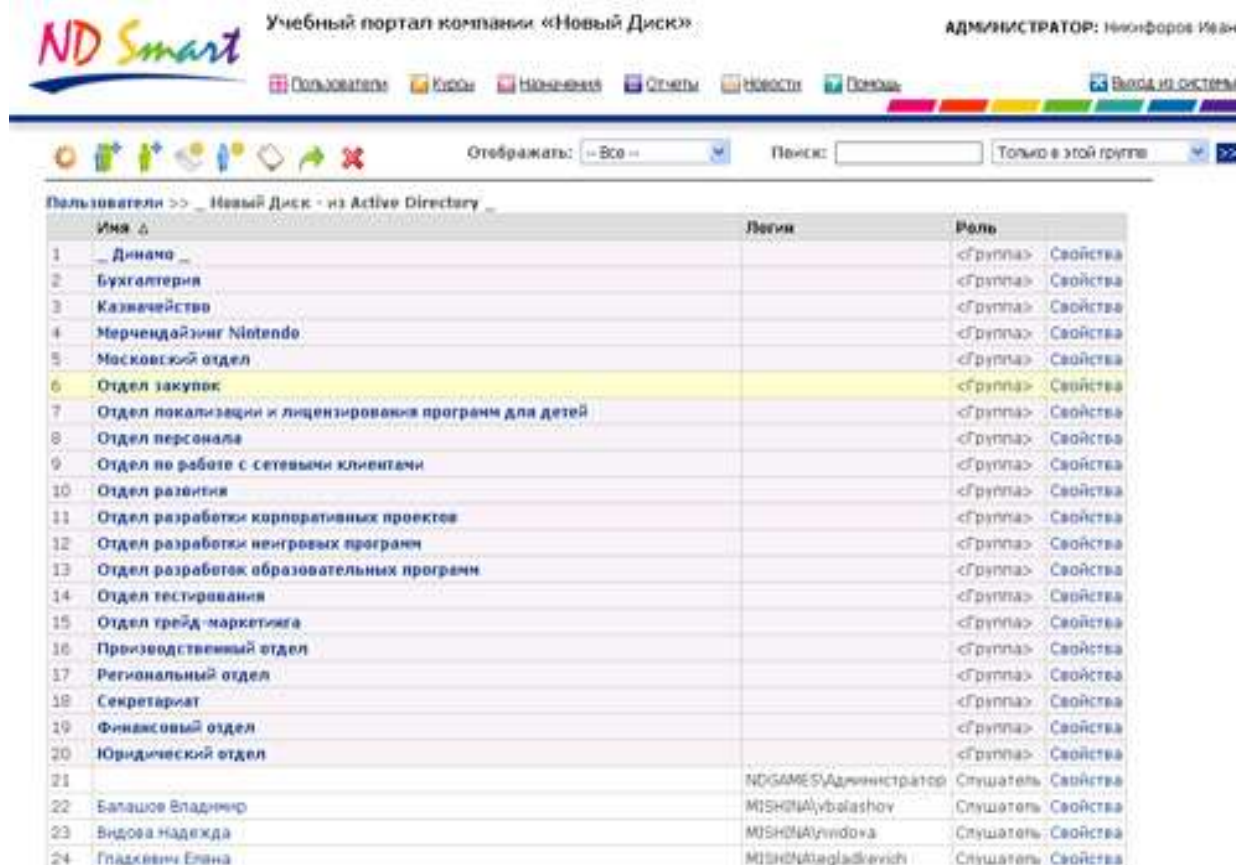 ND Smart
Учебный портал компании «Новый Диск»
АДМИНИСТРАТОР: Никифоров Иван
Пользователи Курсы Назначения Отчеты Новости Помощь Выход из системы
Отображать: -- Все -- Поиск: Только в этой группе >>
Пользователи >> _ Новый Диск - из Active Directory _
Имя Δ Логин Роль
1 _ Динамо _ <Группа> Свойства
2 Бухгалтерия <Группа> Свойства
3 Казначейство <Группа> Свойства
4 Мерчендайзинг Nintendo <Группа> Свойства
5 Московский отдел <Группа> Свойства
6 Отдел закупок <Группа> Свойства
7 Отдел локализации и лицензирования программ для детей <Группа> Свойства
8 Отдел персонала <Группа> Свойства
9 Отдел по работе с сетевыми клиентами <Группа> Свойства
10 Отдел развития <Группа> Свойства
11 Отдел разработки корпоративных проектов <Группа> Свойства
12 Отдел разработки неигровых программ <Группа> Свойства
13 Отдел разработок образовательных программ <Группа> Свойства
14 Отдел тестирования <Группа> Свойства
15 Отдел трейд-маркетинга <Группа> Свойства
16 Производственный отдел <Группа> Свойства
17 Региональный отдел <Группа> Свойства
18 Секретариат <Группа> Свойства
19 Финансовый отдел <Группа> Свойства
20 Юридический отдел <Группа> Свойства
21 NDGAMES\Администратор Слушатель Свойства
22 Балашов Владимир MISHINA\vbalashov Слушатель Свойства
23 Видова Надежда MISHINA\nvidova Слушатель Свойства
24 Гладкевич Елена MISHINA\egladkevich Слушатель Свойства